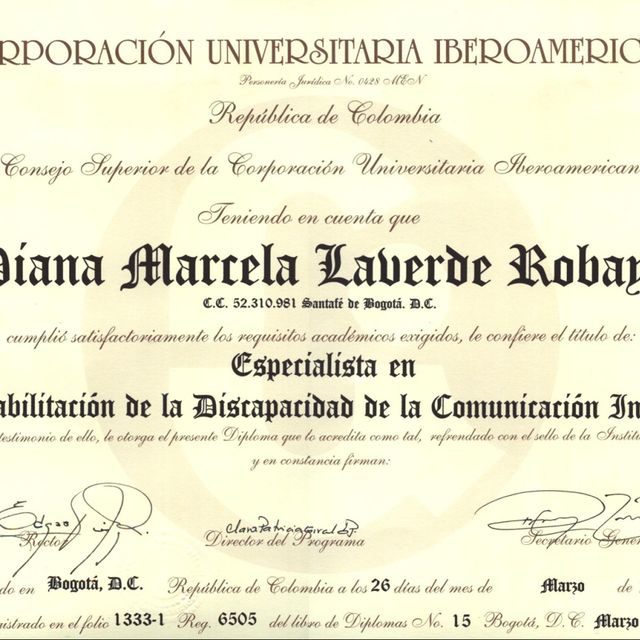 RPORACIÓN UNIVERSITARIA IBEROAMERIC
Personería Jurídica No. 0428 MEN
República de Colombia
Consejo Superior de la Corporación Universitaria Iberoamerican
Teniendo en cuenta que
Diana Marcela Laverde Robay
C.C. 52.310.981 Santafé de Bogotá, D.C.
cumplió satisfactoriamente los requisitos académicos exigidos, le confiere el título de:
Especialista en
abilitación de la Discapacidad de la Comunicación In
testimonio de ello, le otorga el presente Diploma que lo acredita como tal, refrendado con el sello de la Institu
y en constancia firman:
Rector Director del Programa Secretario Gener
do en Bogotá, D.C. República de Colombia a los 26 días del mes de Marzo de
gistrado en el folio 1333-1 Reg. 6505 del libro de Diplomas No. 15 Bogotá, D.C. Marzo